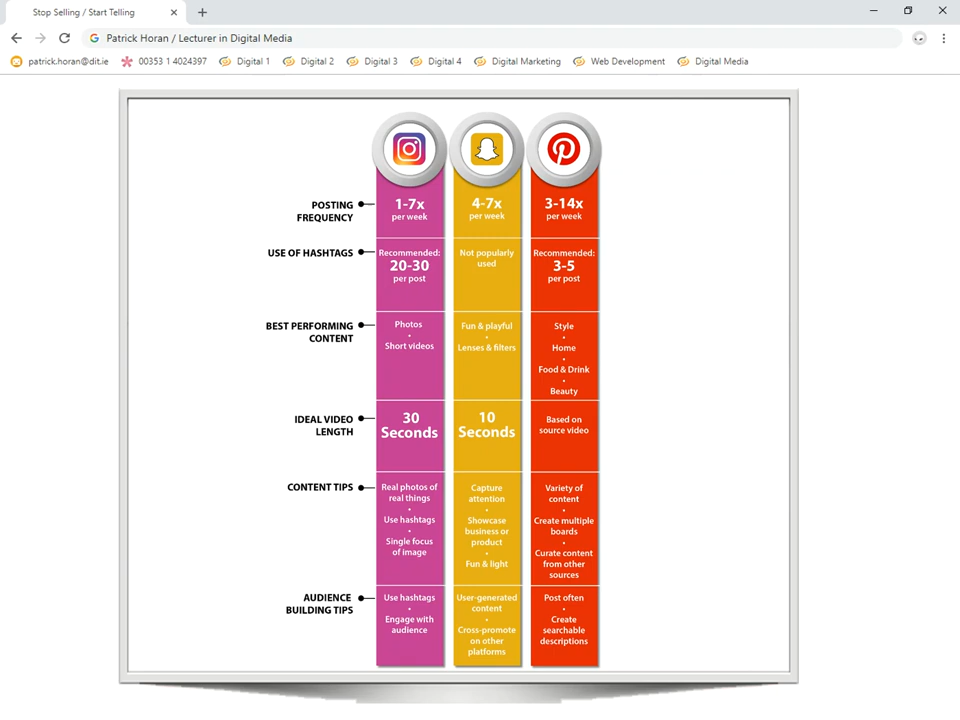 Stop Selling / Start Telling
Patrick Horan / Lecturer in Digital Media
patrick.horan@dit.ie 00353 1 4024397 Digital 1 Digital 2 Digital 3 Digital 4 Digital Marketing Web Development Digital Media
POSTING
FREQUENCY
1-7x
per week
4-7x
per week
3-14x
per week
USE OF HASHTAGS
Recommended:
20-30
per post
Not popularly
used
Recommended:
3-5
per post
BEST PERFORMING
CONTENT
Photos
•
Short videos
Fun & playful
•
Lenses & filters
Style
•
Home
•
Food & Drink
•
Beauty
IDEAL VIDEO
LENGTH
30
Seconds
10
Seconds
Based on
source video
CONTENT TIPS
Real photos of
real things
•
Use hashtags
•
Single focus
of image
Capture
attention
•
Showcase
business or
product
•
Fun & light
Variety of
content
•
Create multiple
boards
•
Curate content
from other
sources
AUDIENCE
BUILDING TIPS
Use hashtags
•
Engage with
audience
User-generated
content
•
Cross-promote
on other
platforms
Post often
•
Create
searchable
descriptions